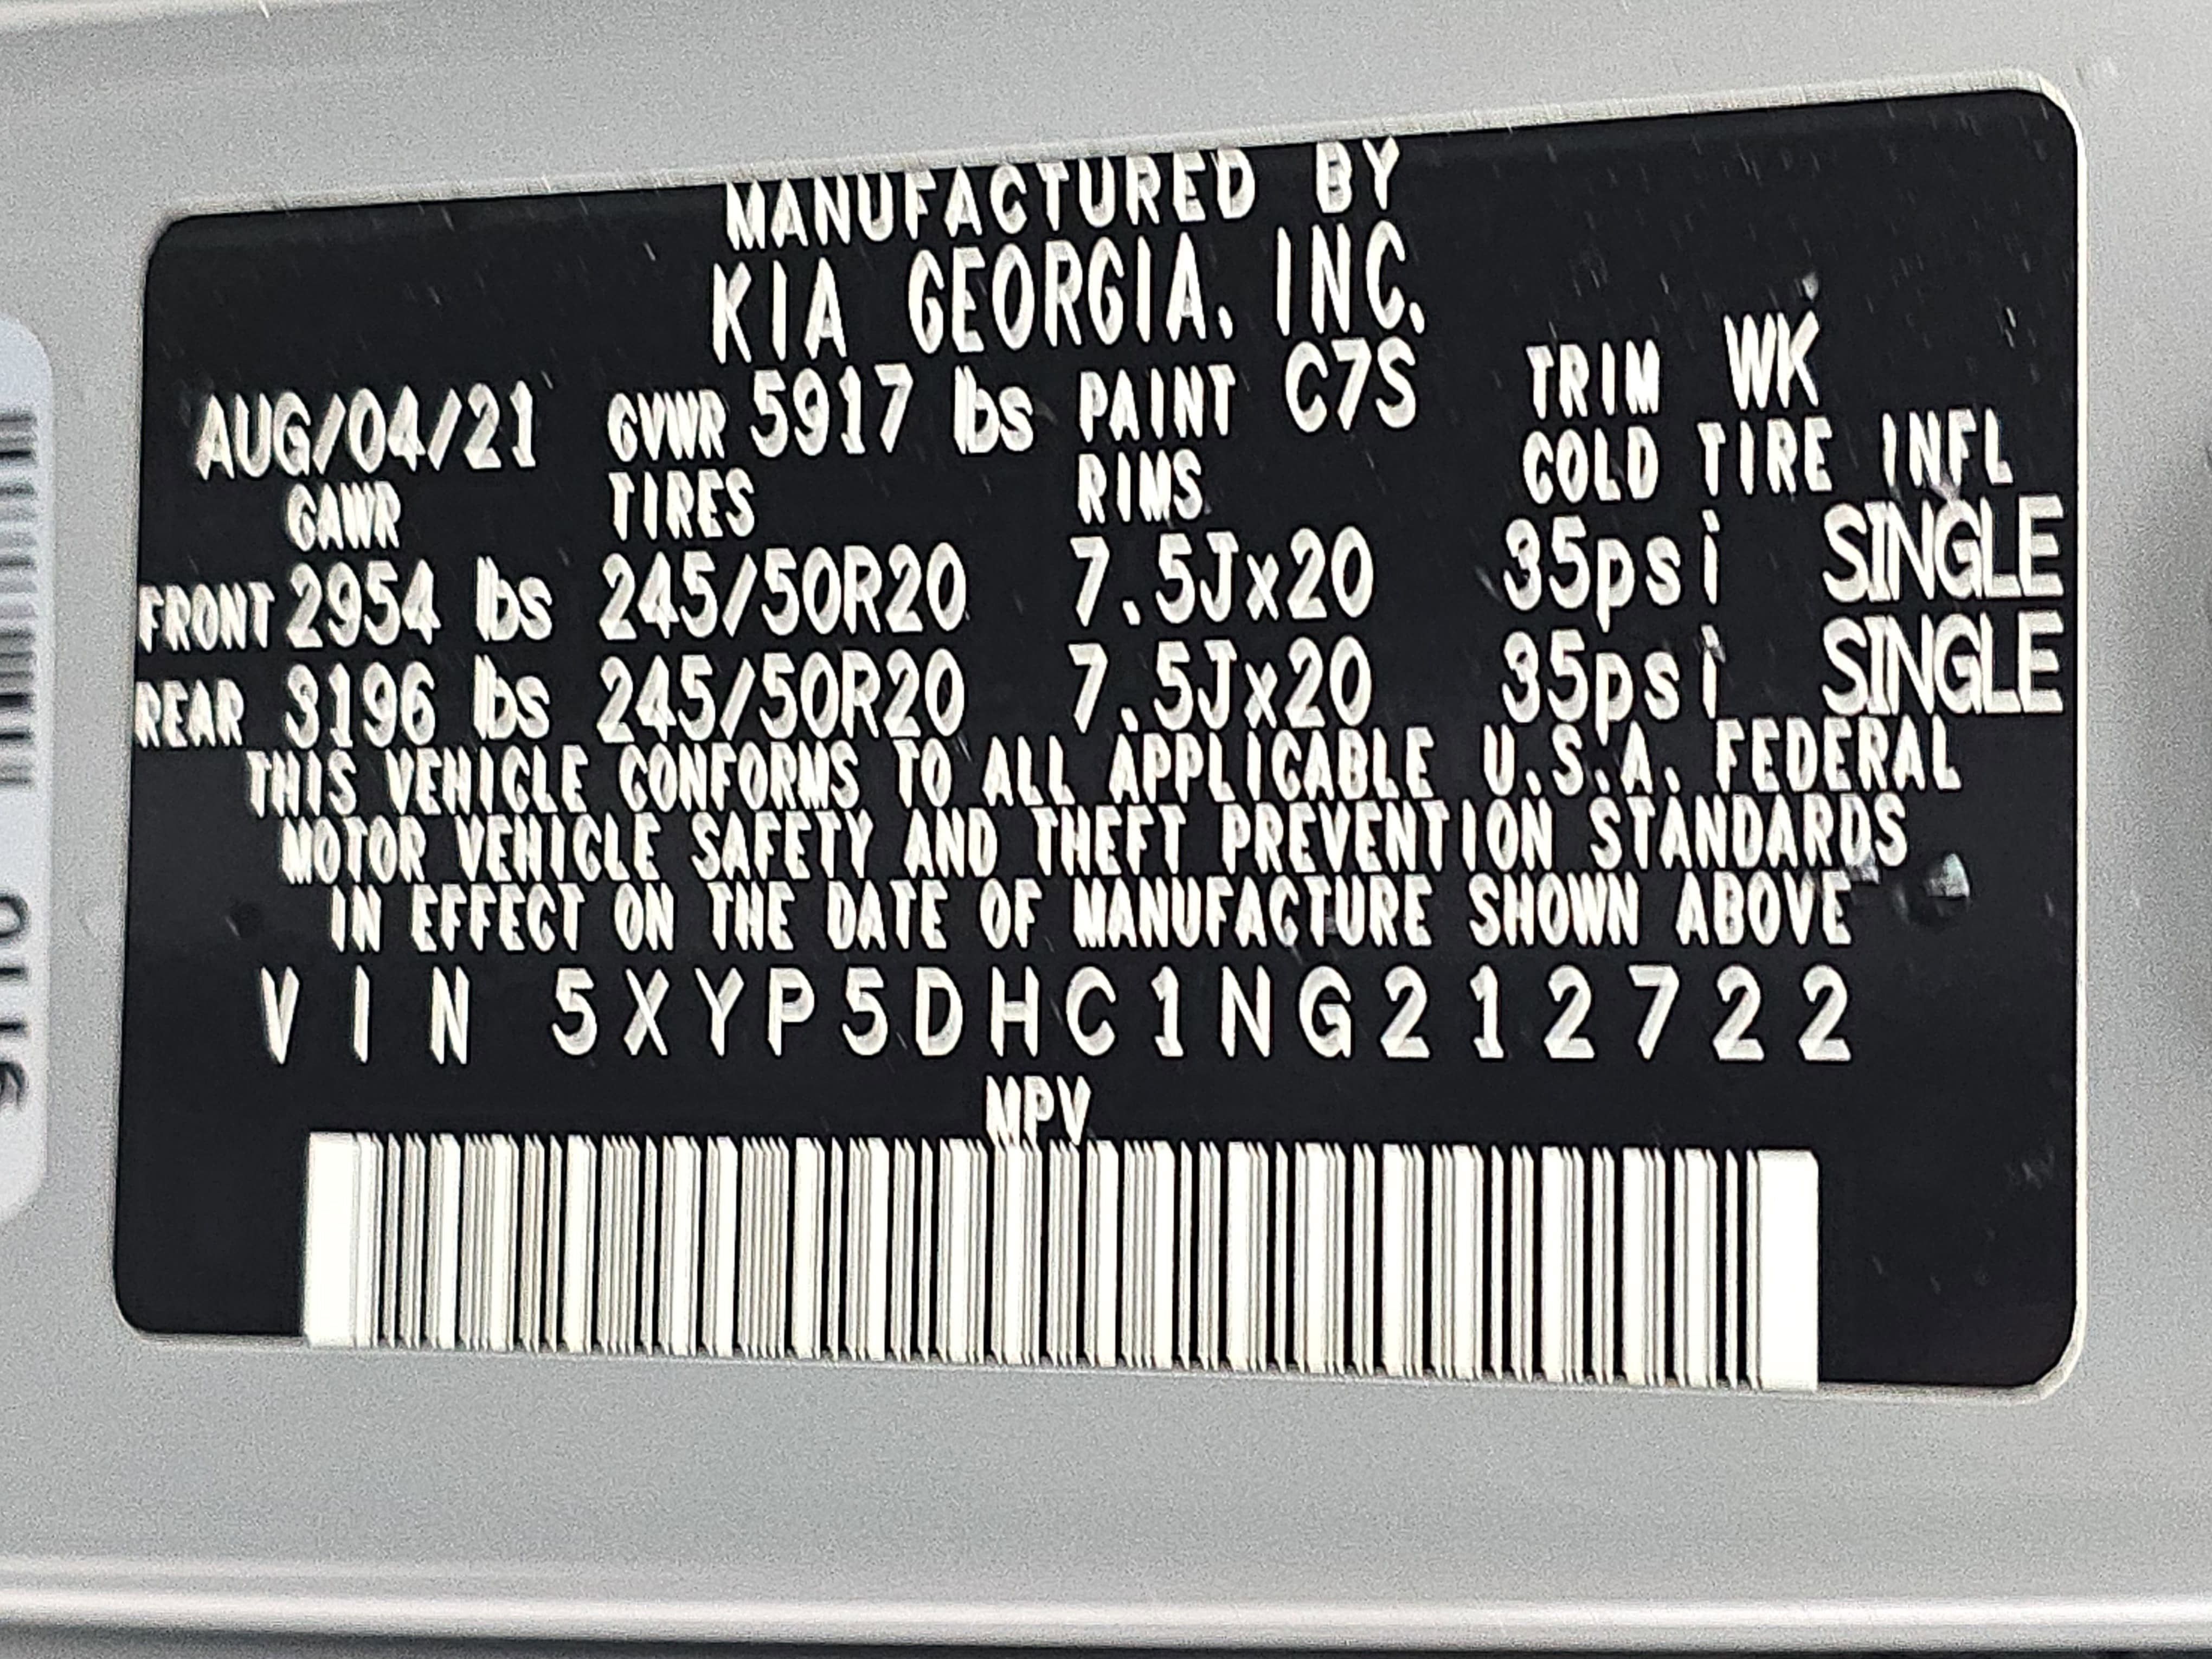 MANUFACTURED BY
KIA GEORGIA, INC.
AUG/04/21 GVWR 5917 lbs PAINT C7S TRIM WK
GAWR TIRES RIMS COLD TIRE INFL
FRONT 2954 lbs 245/50R20 7.5Jx20 35psi SINGLE
REAR 3196 lbs 245/50R20 7.5Jx20 35psi SINGLE
THIS VEHICLE CONFORMS TO ALL APPLICABLE U.S.A. FEDERAL
MOTOR VEHICLE SAFETY AND THEFT PREVENTION STANDARDS
IN EFFECT ON THE DATE OF MANUFACTURE SHOWN ABOVE
VIN 5XYP5DHC1NG212722
MPV